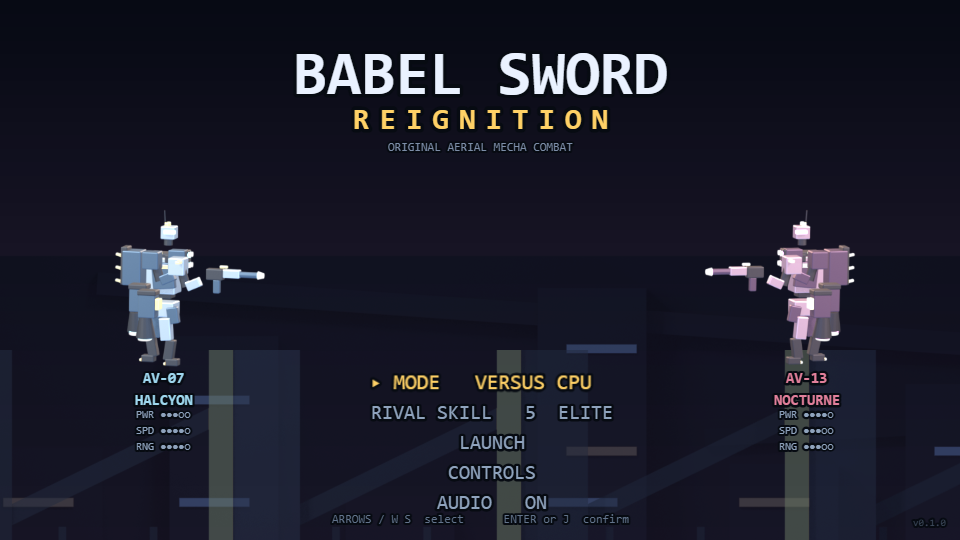 BABEL SWORD
REIGNITION
ORIGINAL AERIAL MECHA COMBAT
AV-07
HALCYON
PWR ●●●○○
SPD ●●●●○
RNG ●●●●○
AV-13
NOCTURNE
PWR ●●●●○
SPD ●●●○○
RNG ●●●○○
▸ MODE VERSUS CPU
RIVAL SKILL 5 ELITE
LAUNCH
CONTROLS
AUDIO ON
ARROWS / W S select ENTER or J confirm
v0.1.0